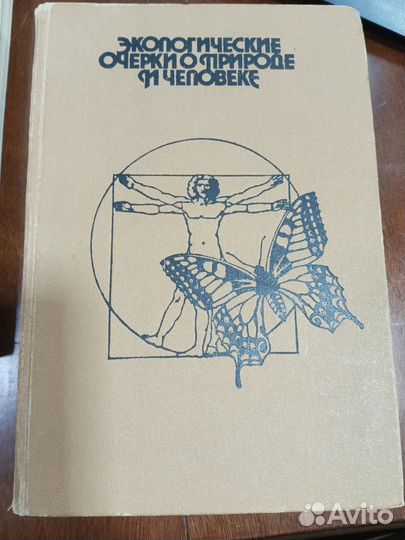 ЭКОЛОГИЧЕСКИЕ
ОЧЕРКИ О ПРИРОДЕ
И ЧЕЛОВЕКЕ
Avito